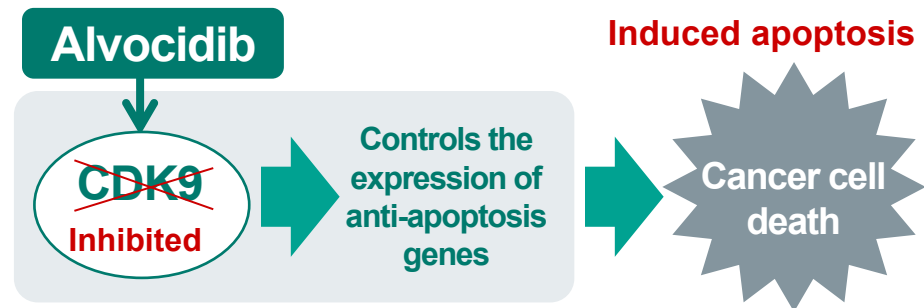 Alvocidib
CDK9
Inhibited
Controls the
expression of
anti-apoptosis
genes
Induced apoptosis
Cancer cell
death